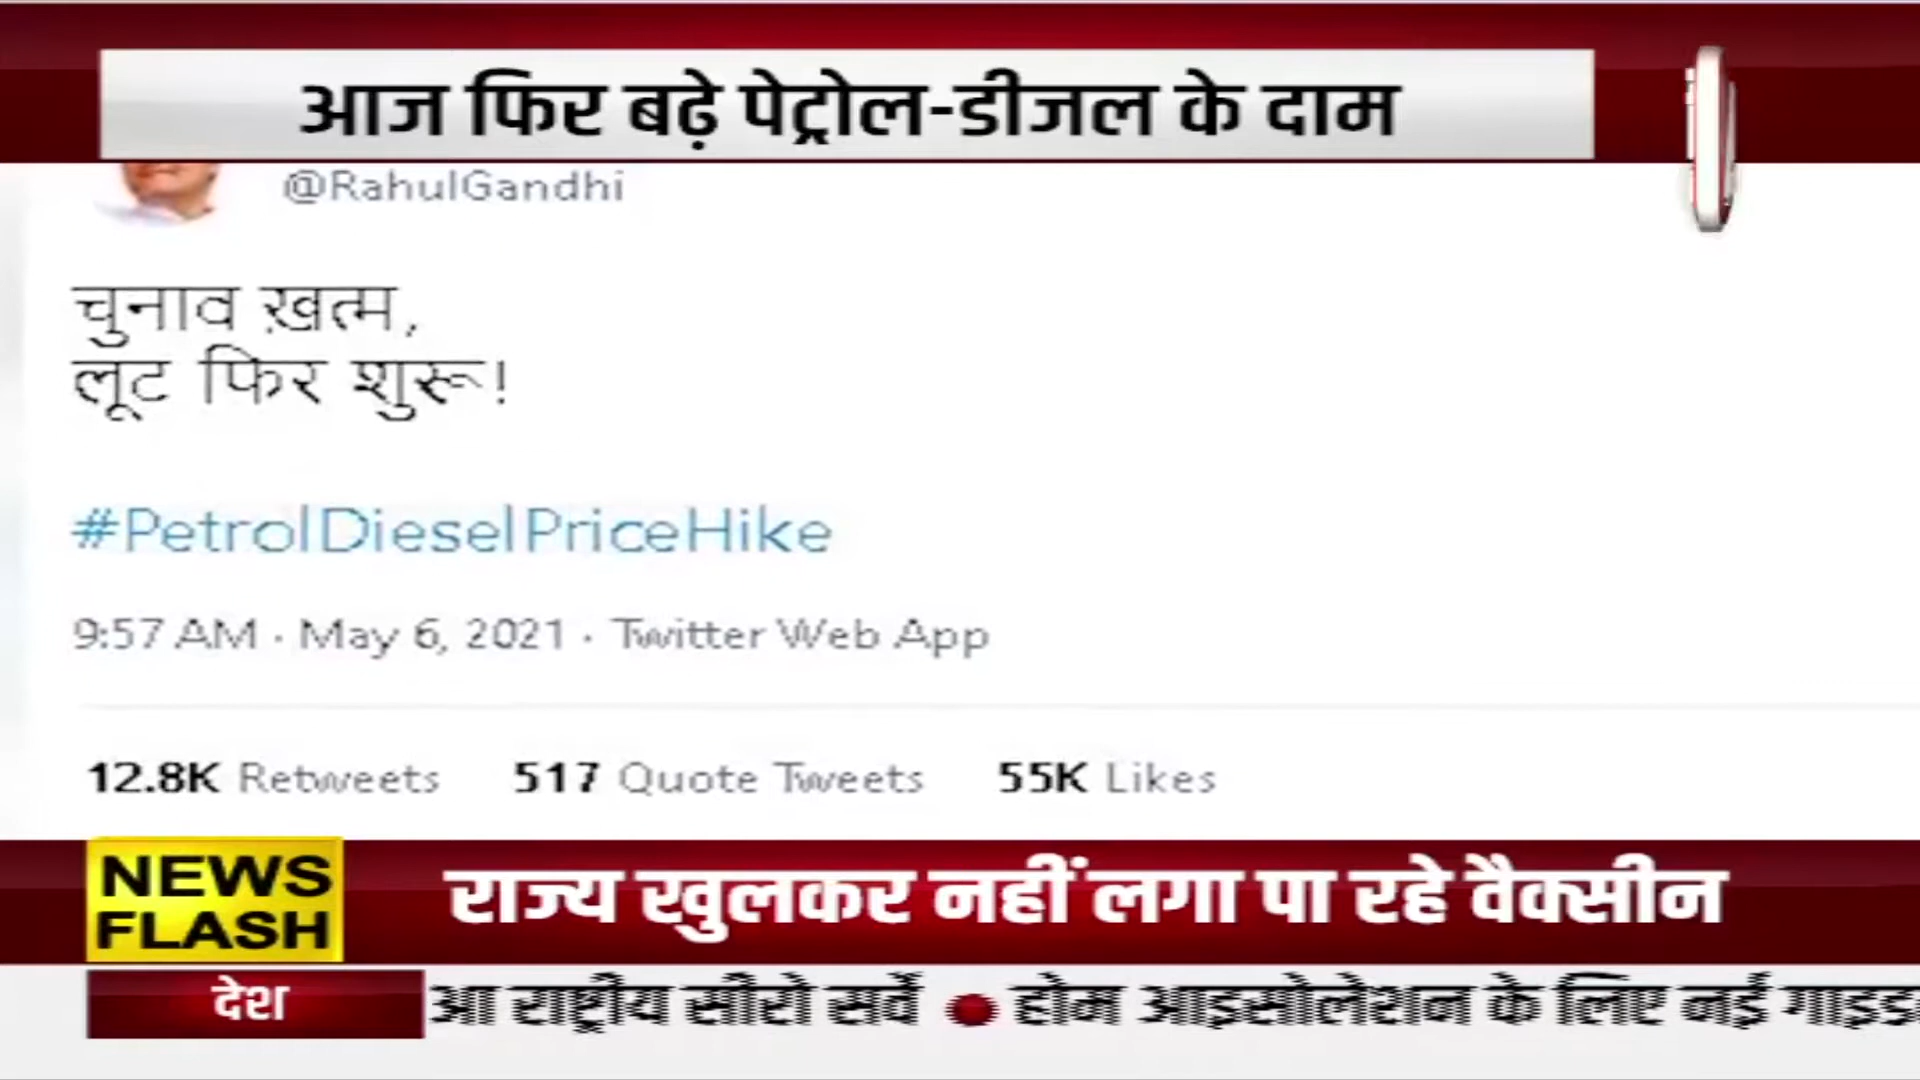 आज फिर बढ़े पेट्रोल-डीजल के दाम
@RahulGandhi
चुनाव ख़त्म,
लूट फिर शुरू!
#PetrolDieselPriceHike
9:57 AM · May 6, 2021 · Twitter Web App
12.8K Retweets 517 Quote Tweets 55K Likes
NEWS FLASH
राज्य खुलकर नहीं लगा पा रहे वैक्सीन
देश
आ राष्ट्रीय सीरो सर्वे ● होम आइसोलेशन के लिए नई